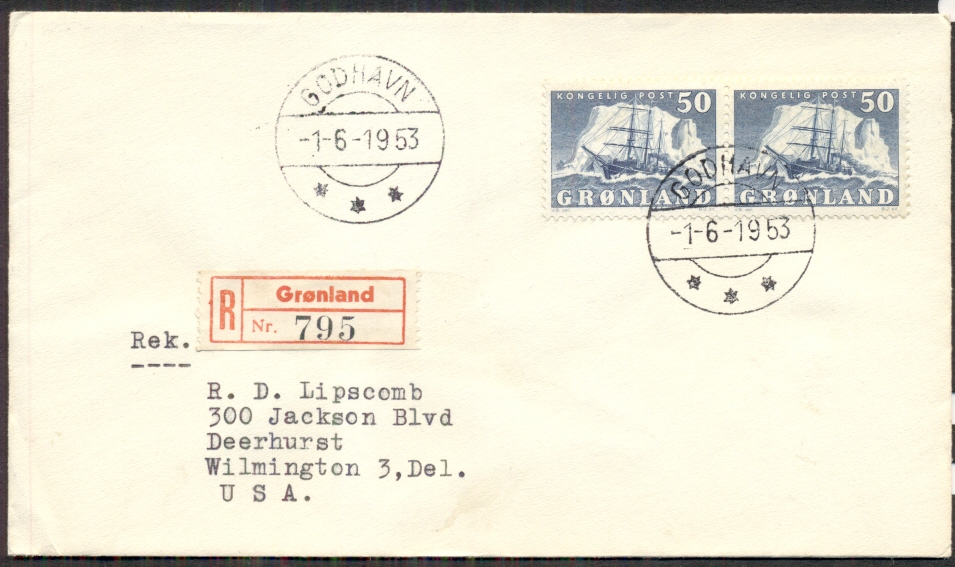 GODHAVN
-1-6-1953
KONGELIG POST 50
GRØNLAND
KONGELIG POST 50
GRØNLAND
GODHAVN
-1-6-1953
R
Grønland
Nr. 795
Rek.
----
R. D. Lipscomb
300 Jackson Blvd
Deerhurst
Wilmington 3,Del.
U S A.